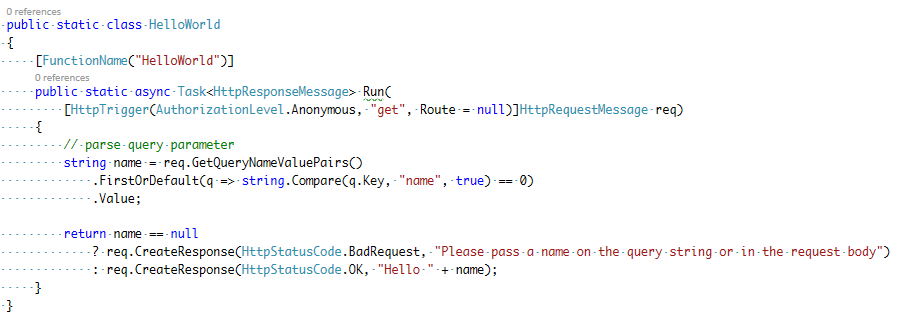 0 references
public static class HelloWorld
{
[FunctionName("HelloWorld")]
0 references
public static async Task<HttpResponseMessage> Run(
[HttpTrigger(AuthorizationLevel.Anonymous, "get", Route = null)]HttpRequestMessage req)
{
// parse query parameter
string name = req.GetQueryNameValuePairs()
.FirstOrDefault(q => string.Compare(q.Key, "name", true) == 0)
.Value;
return name == null
? req.CreateResponse(HttpStatusCode.BadRequest, "Please pass a name on the query string or in the request body")
: req.CreateResponse(HttpStatusCode.OK, "Hello " + name);
}
}